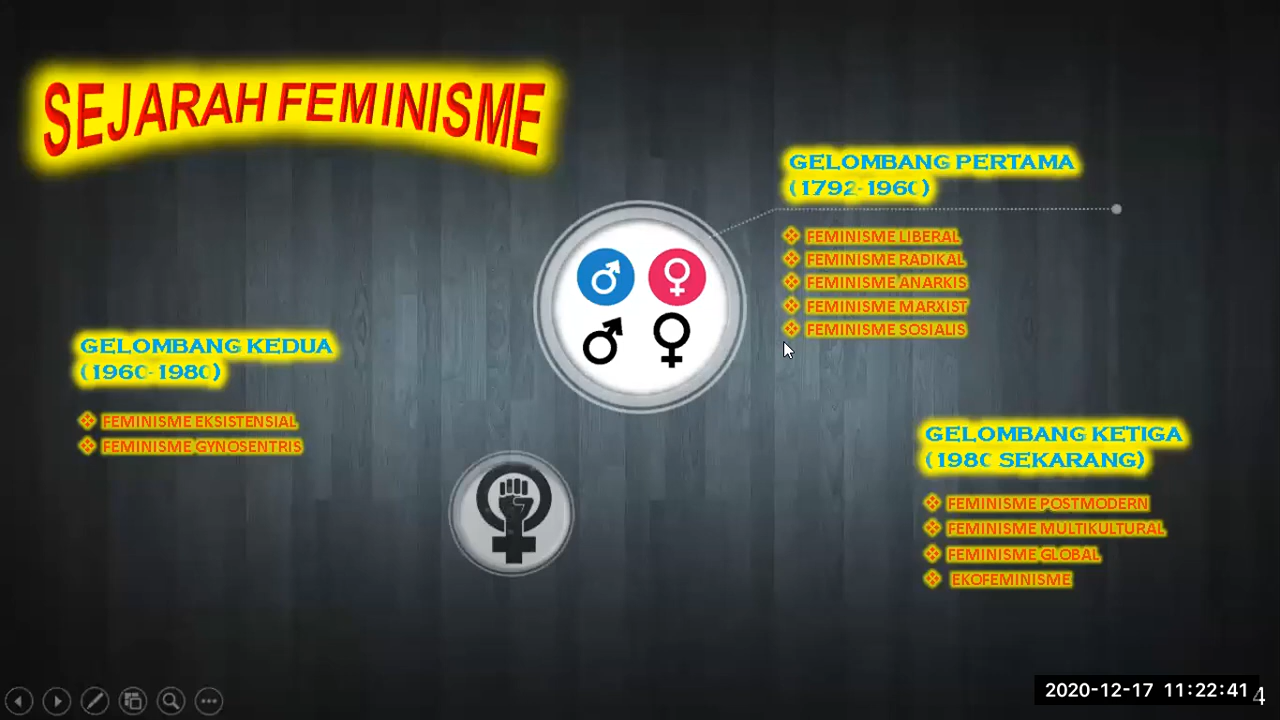 SEJARAH FEMINISME
GELOMBANG PERTAMA
(1792-1960)
FEMINISME LIBERAL
FEMINISME RADIKAL
FEMINISME ANARKIS
FEMINISME MARXIST
FEMINISME SOSIALIS
GELOMBANG KEDUA
(1960-1980)
FEMINISME EKSISTENSIAL
FEMINISME GYNOSENTRIS
GELOMBANG KETIGA
(1980 SEKARANG)
FEMINISME POSTMODERN
FEMINISME MULTIKULTURAL
FEMINISME GLOBAL
EKOFEMINISME
2020-12-17 11:22:41
4